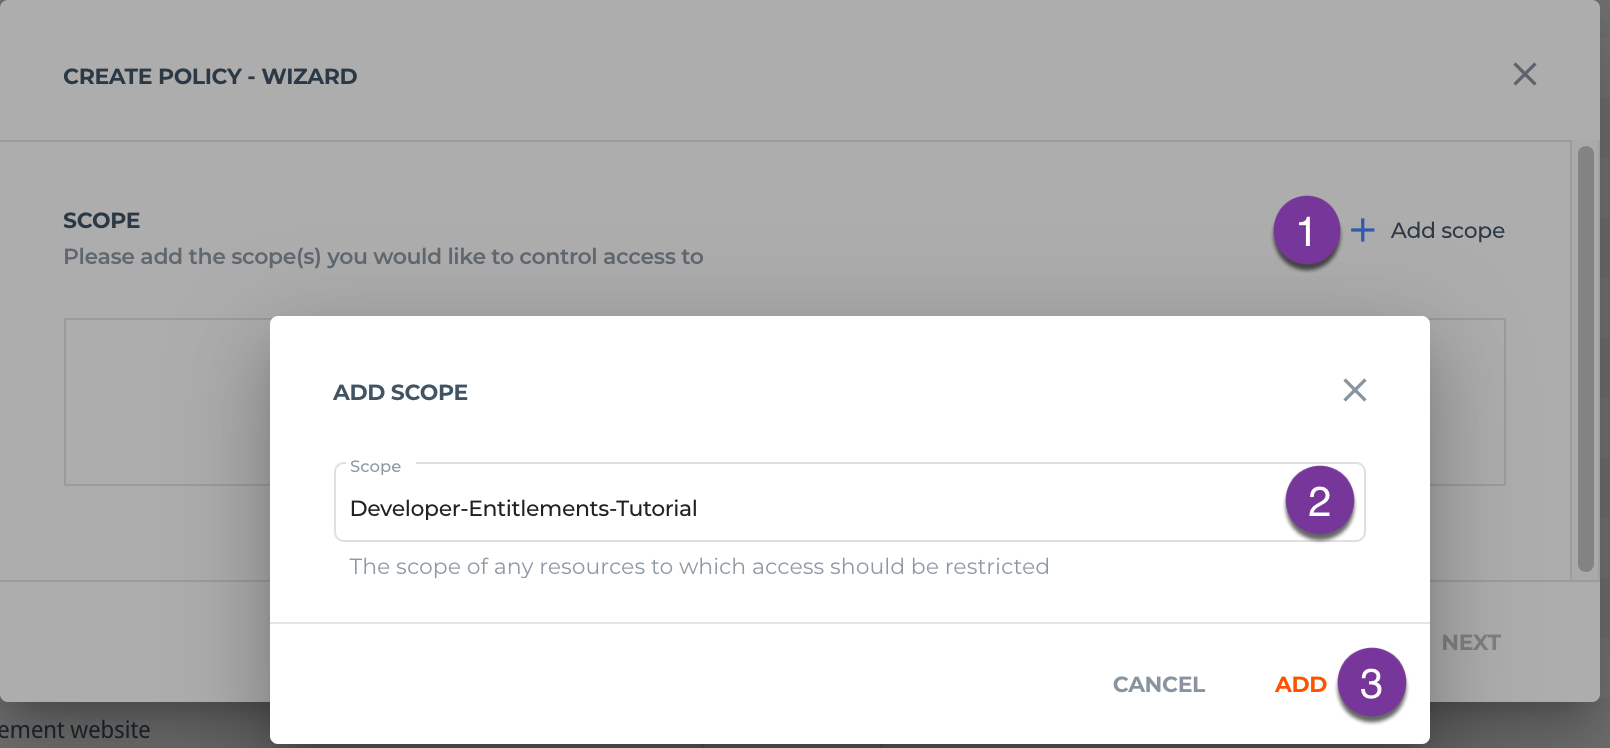 CREATE POLICY - WIZARD
SCOPE
Please add the scope(s) you would like to control access to
1
Add scope
ADD SCOPE
Scope
Developer-Entitlements-Tutorial
2
The scope of any resources to which access should be restricted
NEXT
CANCEL
ADD
3
ement website